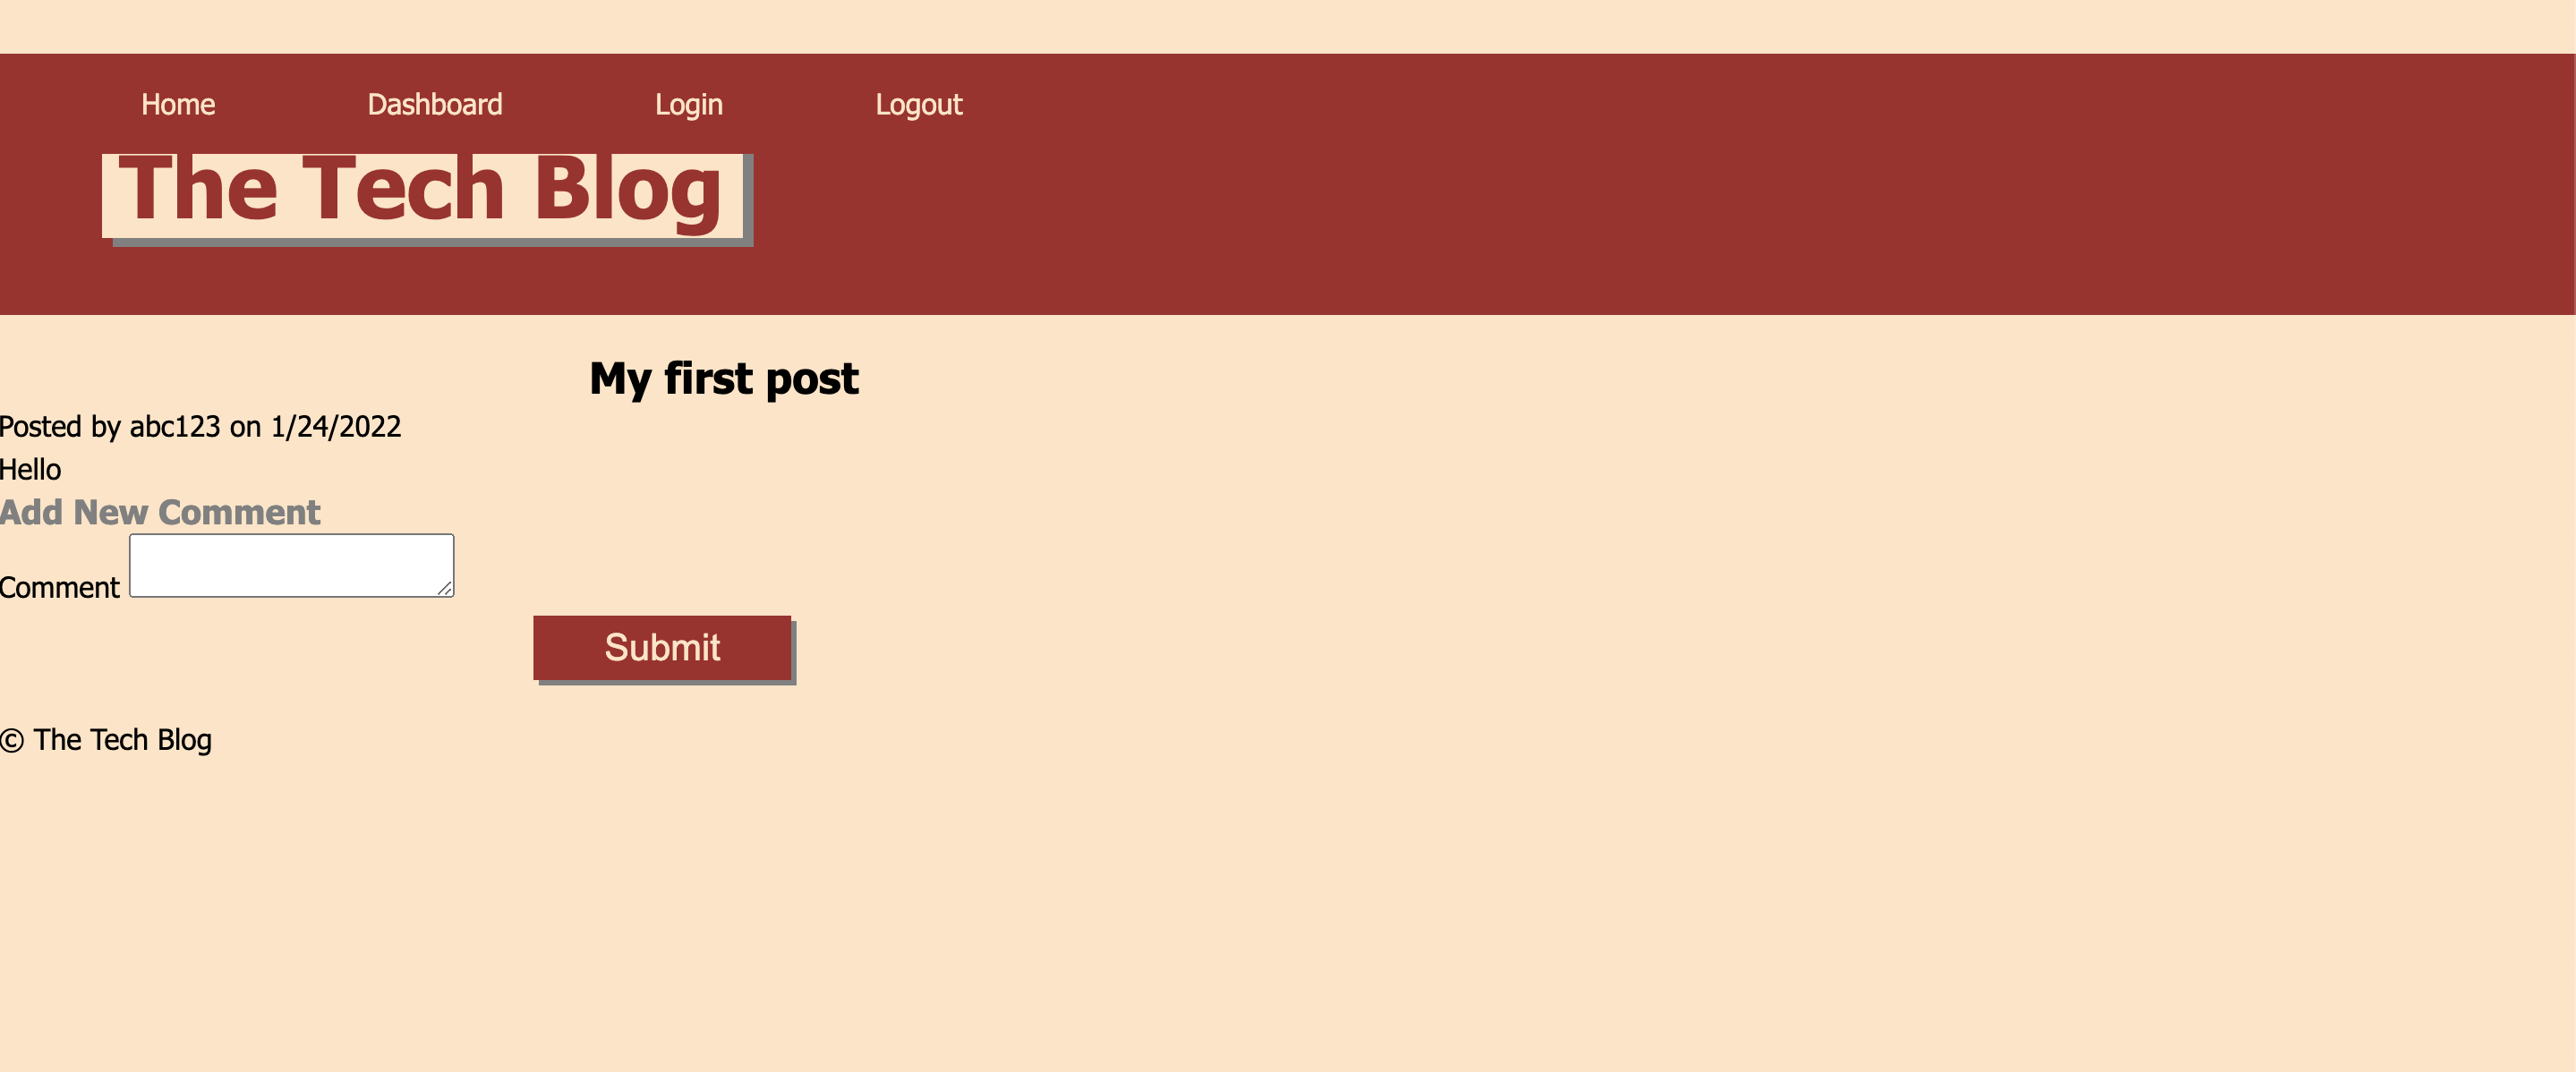 Home Dashboard Login Logout
The Tech Blog
My first post
Posted by abc123 on 1/24/2022
Hello
Add New Comment
Comment
Submit
© The Tech Blog